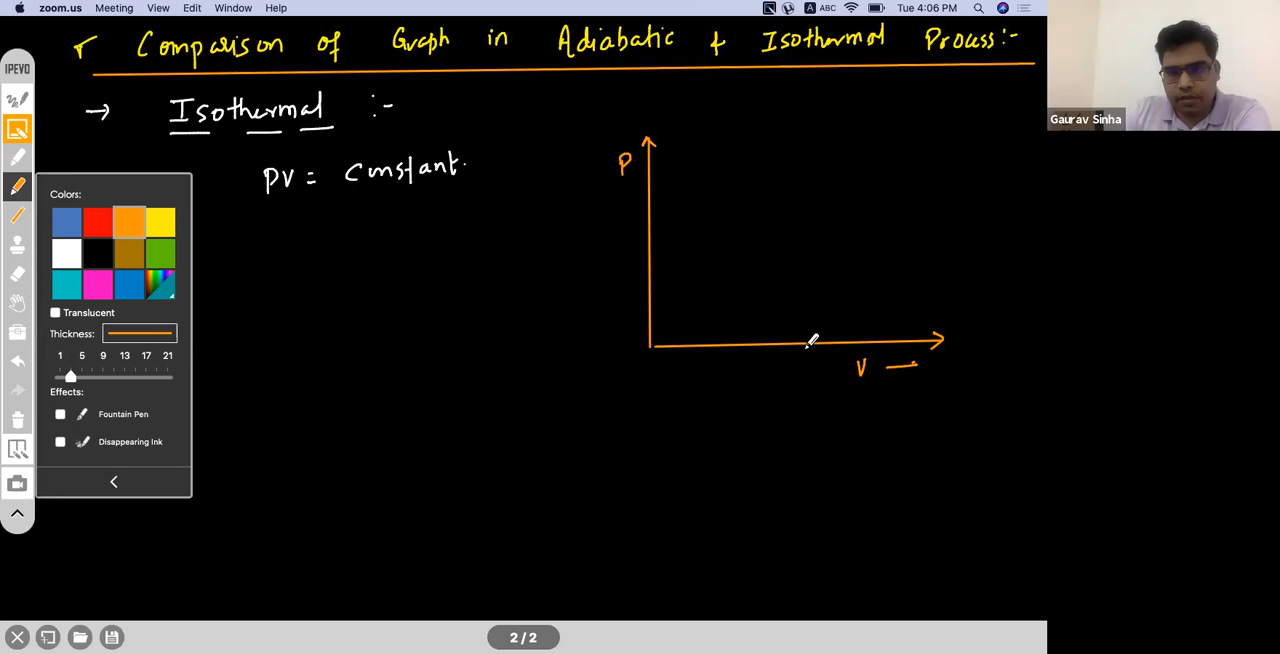 zoom.us Meeting View Edit Window Help
A ABC Tue 4:06 PM
Comparison of Graph in Adiabatic & Isothermal Process:-
IPEVO
Gaurav Sinha
→ Isothermal :-
PV = Constant.
P
V
Colors:
Translucent
Thickness:
1 5 9 13 17 21
Effects:
Fountain Pen
Disappearing Ink
2/2